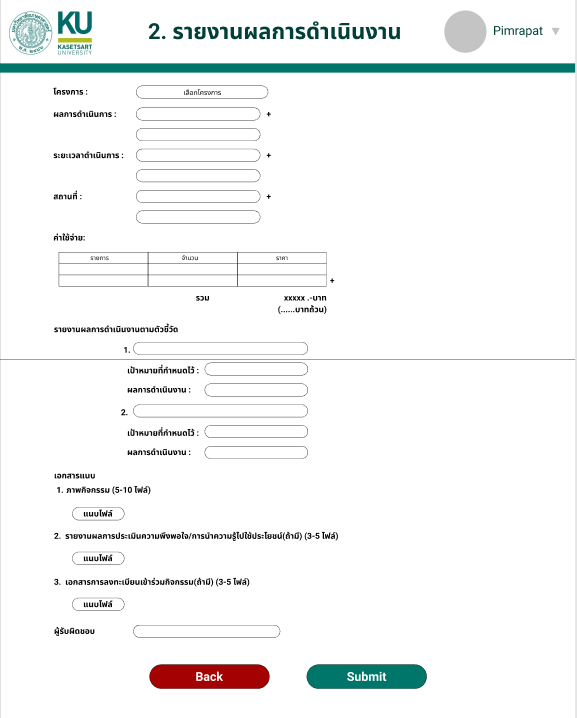 KU
KASETSART
UNIVERSITY
2. รายงานผลการดำเนินงาน
Pimrapat
โครงการ :
เลือกโครงการ
ผลการดำเนินการ :
+
ระยะเวลาดำเนินการ :
+
สถานที่ :
+
ค่าใช้จ่าย:
รายการ จำนวน ราคา
+
รวม xxxxx .-บาท
(......บาทถ้วน)
รายงานผลการดำเนินงานตามตัวชี้วัด
1.
เป้าหมายที่กำหนดไว้ :
ผลการดำเนินงาน :
2.
เป้าหมายที่กำหนดไว้ :
ผลการดำเนินงาน :
เอกสารแนบ
1. ภาพกิจกรรม (5-10 ไฟล์)
แนบไฟล์
2. รายงานผลการประเมินความพึงพอใจ/การนำความรู้ไปใช้ประโยชน์(ถ้ามี) (3-5 ไฟล์)
แนบไฟล์
3. เอกสารการลงทะเบียนเข้าร่วมกิจกรรม(ถ้ามี) (3-5 ไฟล์)
แนบไฟล์
ผู้รับผิดชอบ
Back
Submit